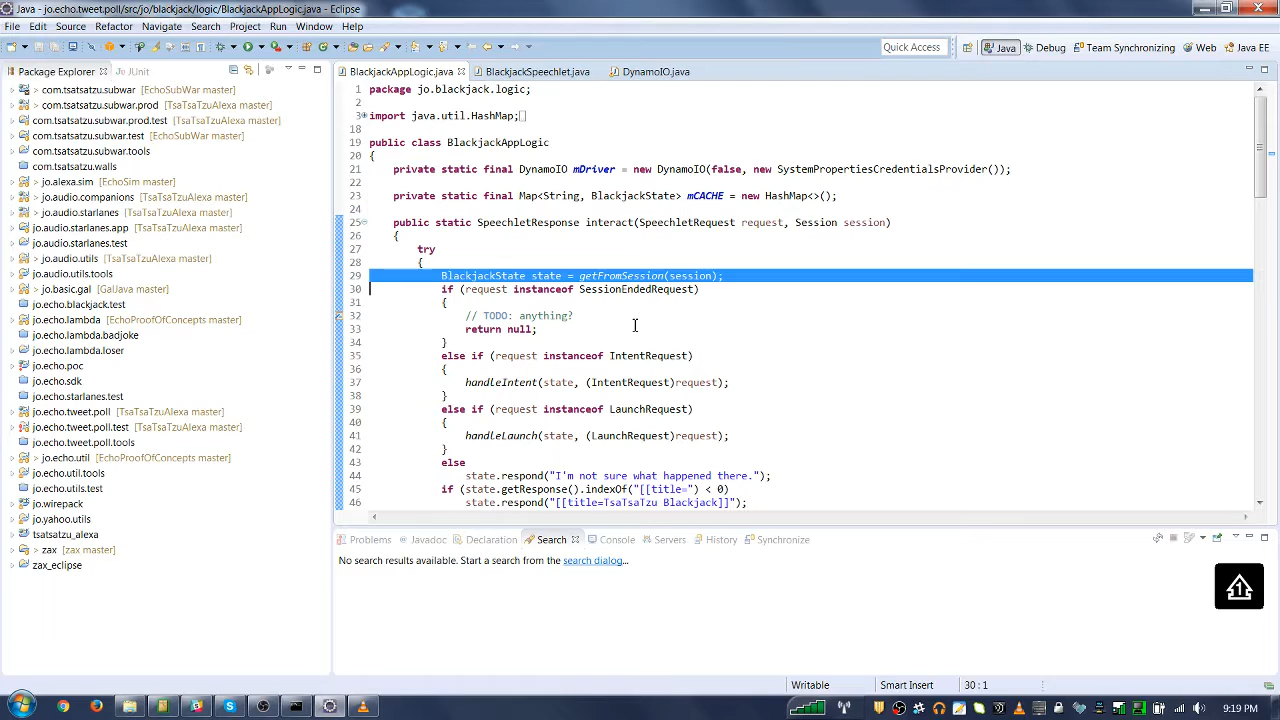 Java - jo.echo.tweet.poll/src/jo/blackjack/logic/BlackjackAppLogic.java - Eclipse
File Edit Source Refactor Navigate Search Project Run Window Help
Quick Access Java Debug Team Synchronizing Web Java EE
Package Explorer Ju JUnit
com.tsatsatzu.subwar [EchoSubWar master]
> com.tsatsatzu.subwar.prod [TsaTsaTzuAlexa master]
com.tsatsatzu.subwar.prod.test [TsaTsaTzuAlexa master]
com.tsatsatzu.subwar.test [EchoSubWar master]
com.tsatsatzu.subwar.tools
com.tsatsatzu.walls
> jo.alexa.sim [EchoSim master]
> jo.audio.companions [TsaTsaTzuAlexa master]
jo.audio.starlanes [TsaTsaTzuAlexa master]
> jo.audio.starlanes.app [TsaTsaTzuAlexa master]
jo.audio.starlanes.test
> jo.audio.utils [TsaTsaTzuAlexa master]
jo.audio.utils.tools
> jo.basic.gal [GalJava master]
jo.echo.blackjack.test
> jo.echo.kotlin [EchoProofOfConcepts master]
jo.echo.lambda.badjoke
jo.echo.lambda.loser
> jo.echo.poc
jo.echo.sdk
jo.echo.starlanes.test
> jo.echo.tweet.poll [TsaTsaTzuAlexa master]
> jo.echo.tweet.poll.test [TsaTsaTzuAlexa master]
jo.echo.tweet.poll.tools
> jo.echo.util [EchoProofOfConcepts master]
jo.echo.util.tools
jo.echo.utils.test
jo.wirepack
jo.yahoo.utils
tsatsatzu_alexa
> zax [zax master]
zax_eclipse
BlackjackAppLogic.java BlackjackSpeechlet.java DynamoIO.java
1 package jo.blackjack.logic;
2
3 import java.util.HashMap;
18
19 public class BlackjackAppLogic
20 {
21 private static final DynamoIO mDriver = new DynamoIO(false, new SystemPropertiesCredentialsProvider());
22
23 private static final Map<String, BlackjackState> mCACHE = new HashMap<>();
24
25 public static SpeechletResponse interact(SpeechletRequest request, Session session)
26 {
27 try
28 {
29 BlackjackState state = getFromSession(session);
30 if (request instanceof SessionEndedRequest)
31 {
32 // TODO: anything?
33 return null;
34 }
35 else if (request instanceof IntentRequest)
36 {
37 handleIntent(state, (IntentRequest)request);
38 }
39 else if (request instanceof LaunchRequest)
40 {
41 handleLaunch(state, (LaunchRequest)request);
42 }
43 else
44 state.respond("I'm not sure what happened there.");
45 if (state.getResponse().indexOf("[[title=") < 0)
46 state.respond("[[title=TsaTsaTzu Blackjack]]");
Problems Javadoc Declaration Search Console Servers History Synchronize
No search results available. Start a search from the search dialog...
Writable Smart Insert 30 : 1
9:19 PM